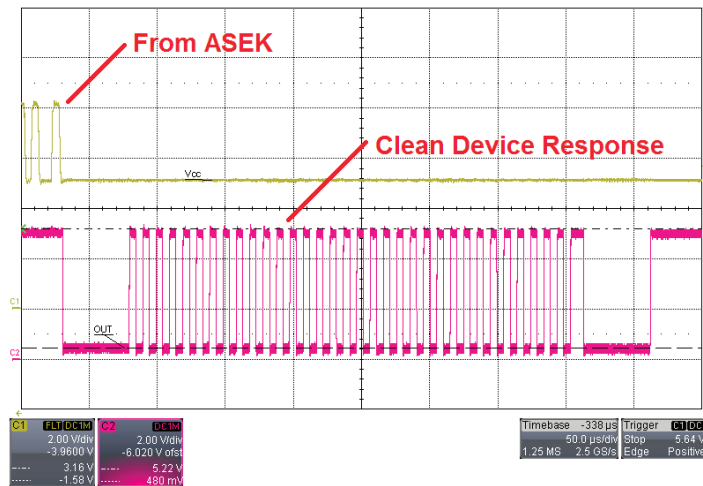 From ASEK
Clean Device Response
Vcc
C1
OUT
C2
C1 FLT DC1M
2.00 V/div
-3.9600 V
3.16 V
-1.58 V
C2 DC1M
2.00 V/div
-6.020 V ofst
5.22 V
480 mV
Timebase -338 µs
50.0 µs/div
1.25 MS 2.5 GS/s
Trigger C1 DC
Stop 5.64 V
Edge Positive